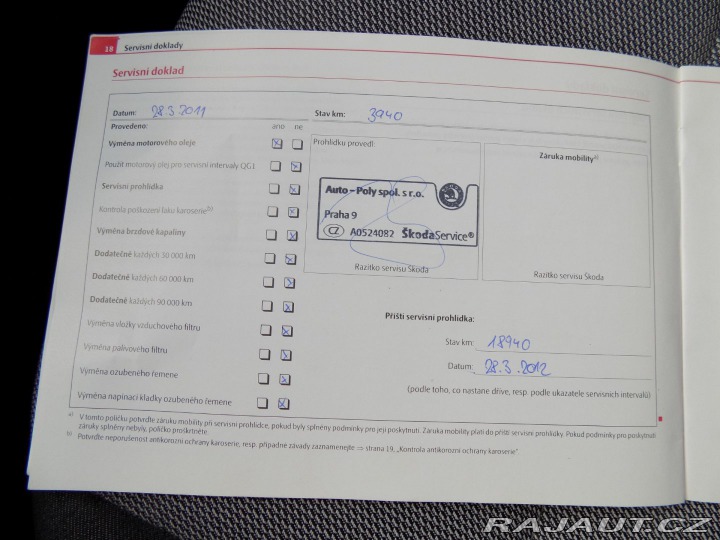 18 Servisní doklady
Servisní doklad
Datum: 28.3.2011 Stav km: 3940
Provedeno: ano ne
Výměna motorového oleje
Použit motorový olej pro servisní intervaly QG1
Servisní prohlídka
Kontrola poškození laku karoserie b)
Výměna brzdové kapaliny
Dodatečně každých 30 000 km
Dodatečně každých 60 000 km
Dodatečně každých 90 000 km
Výměna vložky vzduchového filtru
Výměna palivového filtru
Výměna ozubeného řemene
Výměna napínací kladky ozubeného řemene
Prohlídku provedl:
Auto - Poly spol. s r.o.
Praha 9
CZ A0524082 ŠkodaService®
Razítko servisu Škoda
Záruka mobility a)
Razítko servisu Škoda
Příští servisní prohlídka:
Stav km: 18940
Datum: 28.3.2012
(podle toho, co nastane dříve, resp. podle ukazatele servisních intervalů)
a) V tomto políčku potvrďte záruku mobility při servisní prohlídce, pokud byly splněny podmínky pro její poskytnutí. Záruka mobility platí do příští servisní prohlídky. Pokud podmínky pro poskytnutí
záruky splněny nebyly, políčko proškrtněte.
b) Potvrďte neporušenost antikorozní ochrany karoserie, resp. případné závady zaznamenejte ⇒ strana 19, „Kontrola antikorozní ochrany karoserie"
RAJAUT.CZ